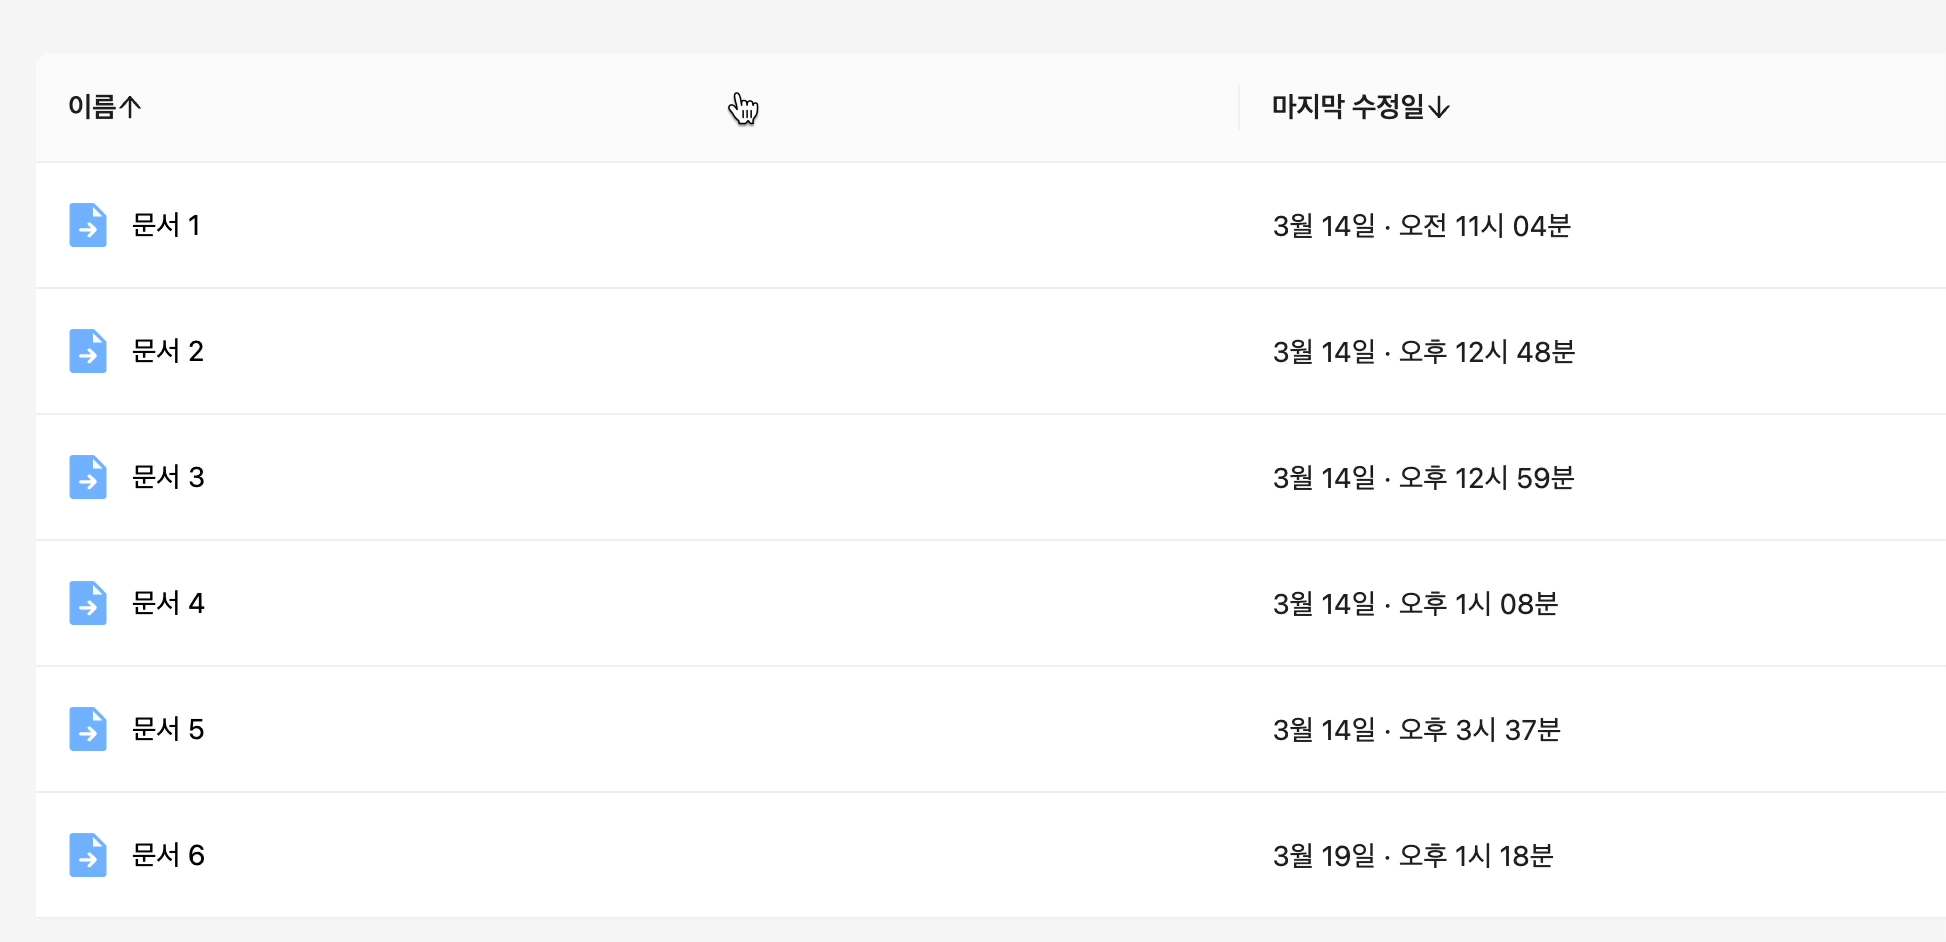 이름↑ 마지막 수정일↓
문서 1 3월 14일 · 오전 11시 04분
문서 2 3월 14일 · 오후 12시 48분
문서 3 3월 14일 · 오후 12시 59분
문서 4 3월 14일 · 오후 1시 08분
문서 5 3월 14일 · 오후 3시 37분
문서 6 3월 19일 · 오후 1시 18분